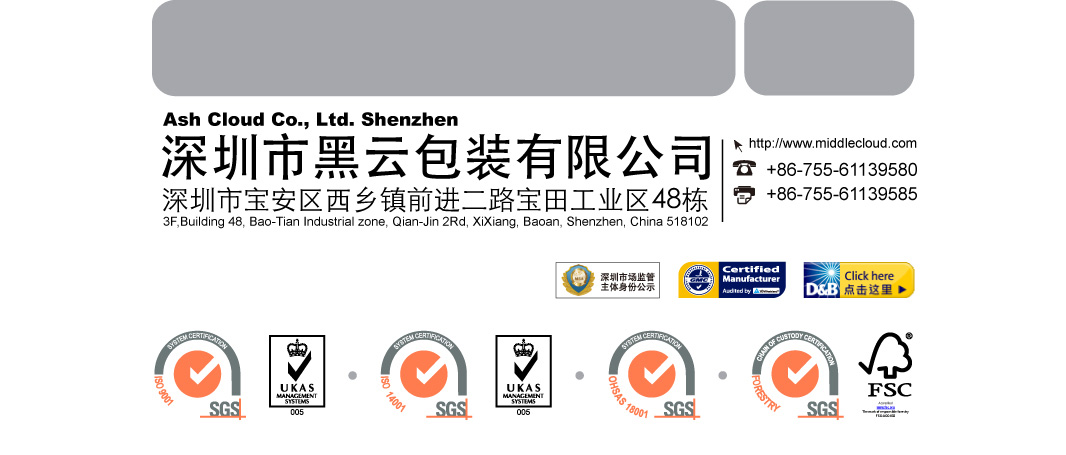 Ash Cloud Co., Ltd. Shenzhen
深圳市黑云包装有限公司
深圳市宝安区西乡镇前进二路宝田工业区48栋
3F,Building 48, Bao-Tian Industrial zone, Qian-Jin 2Rd, XiXiang, Baoan, Shenzhen, China 518102
http://www.middlecloud.com
+86-755-61139580
+86-755-61139585
深圳市场监管
主体身份公示
Certified
Manufacturer
Audited by
D&B
Click here
点击这里
SYSTEM CERTIFICATION
ISO 9001
SGS
UKAS
MANAGEMENT
SYSTEMS
005
SYSTEM CERTIFICATION
ISO 14001
SGS
UKAS
MANAGEMENT
SYSTEMS
005
SYSTEM CERTIFICATION
OHSAS 18001
SGS
CHAIN OF CUSTODY CERTIFICATION
FORESTRY
SGS
®
FSC